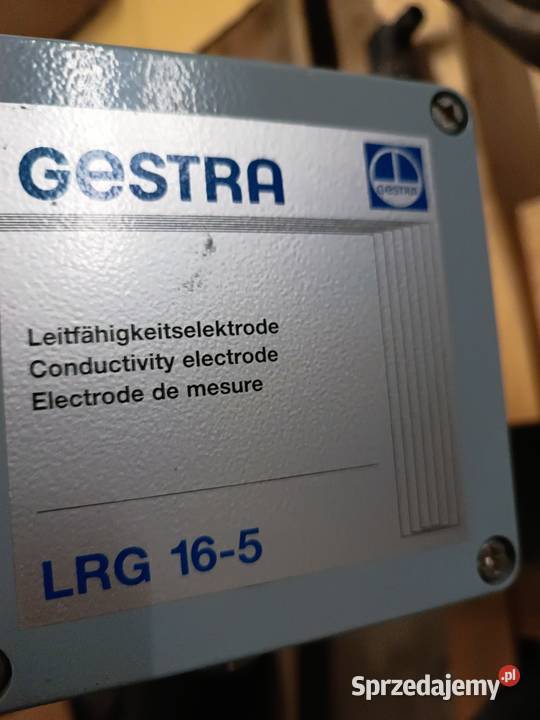 GESTRA
GESTRA
Leitfähigkeitselektrode
Conductivity electrode
Electrode de mesure
LRG 16-5
Sprzedajemy.pl